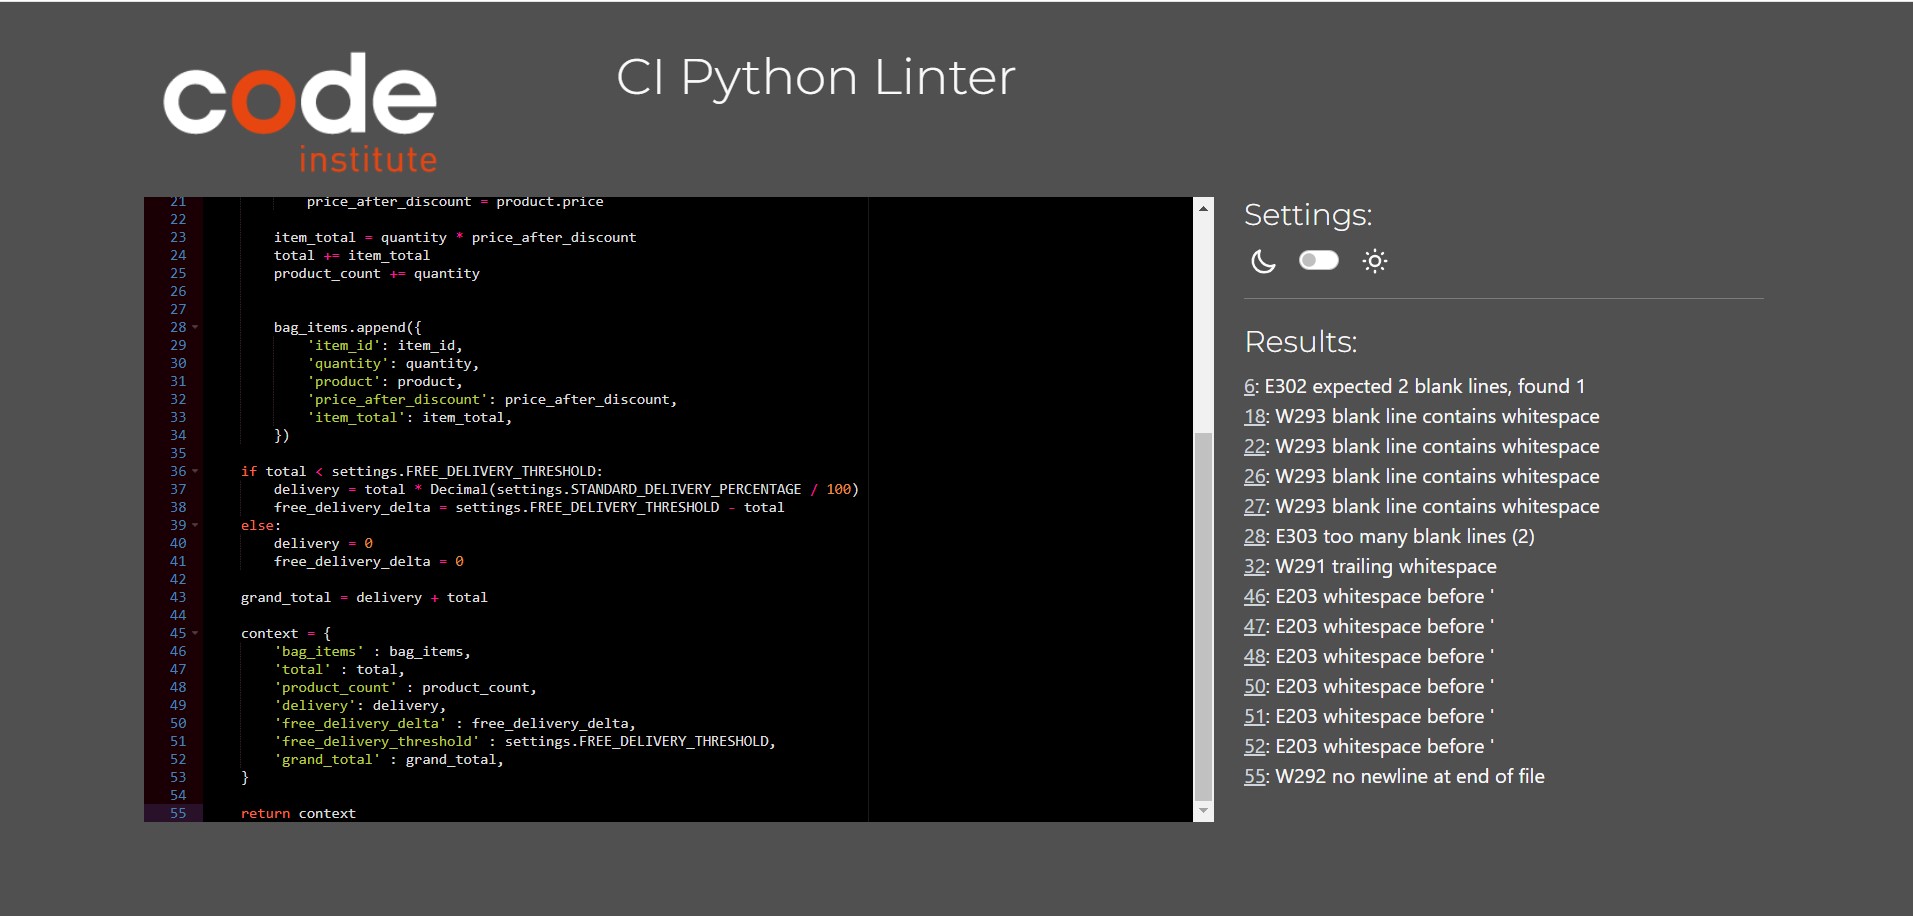 code
institute
CI Python Linter
21 price_after_discount = product.price
22
23 item_total = quantity * price_after_discount
24 total += item_total
25 product_count += quantity
26
27
28 bag_items.append({
29 'item_id': item_id,
30 'quantity': quantity,
31 'product': product,
32 'price_after_discount': price_after_discount,
33 'item_total': item_total,
34 })
35
36 if total < settings.FREE_DELIVERY_THRESHOLD:
37 delivery = total * Decimal(settings.STANDARD_DELIVERY_PERCENTAGE / 100)
38 free_delivery_delta = settings.FREE_DELIVERY_THRESHOLD - total
39 else:
40 delivery = 0
41 free_delivery_delta = 0
42
43 grand_total = delivery + total
44
45 context = {
46 'bag_items' : bag_items,
47 'total' : total,
48 'product_count' : product_count,
49 'delivery': delivery,
50 'free_delivery_delta' : free_delivery_delta,
51 'free_delivery_threshold' : settings.FREE_DELIVERY_THRESHOLD,
52 'grand_total' : grand_total,
53 }
54
55 return context
Settings:
Results:
6: E302 expected 2 blank lines, found 1
18: W293 blank line contains whitespace
22: W293 blank line contains whitespace
26: W293 blank line contains whitespace
27: W293 blank line contains whitespace
28: E303 too many blank lines (2)
32: W291 trailing whitespace
46: E203 whitespace before '
47: E203 whitespace before '
48: E203 whitespace before '
50: E203 whitespace before '
51: E203 whitespace before '
52: E203 whitespace before '
55: W292 no newline at end of file